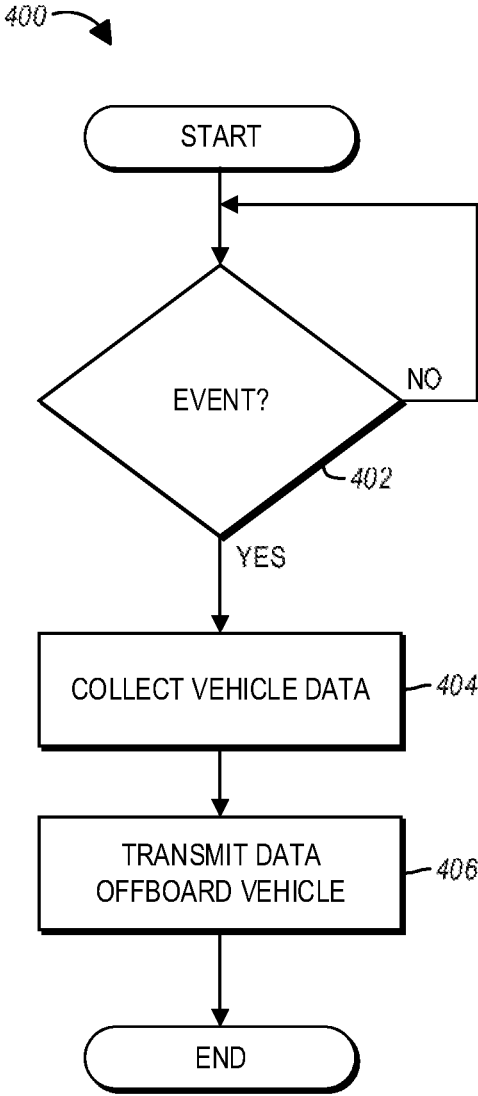 400
START
EVENT?
NO
402
YES
COLLECT VEHICLE DATA
404
TRANSMIT DATA
OFFBOARD VEHICLE
406
END